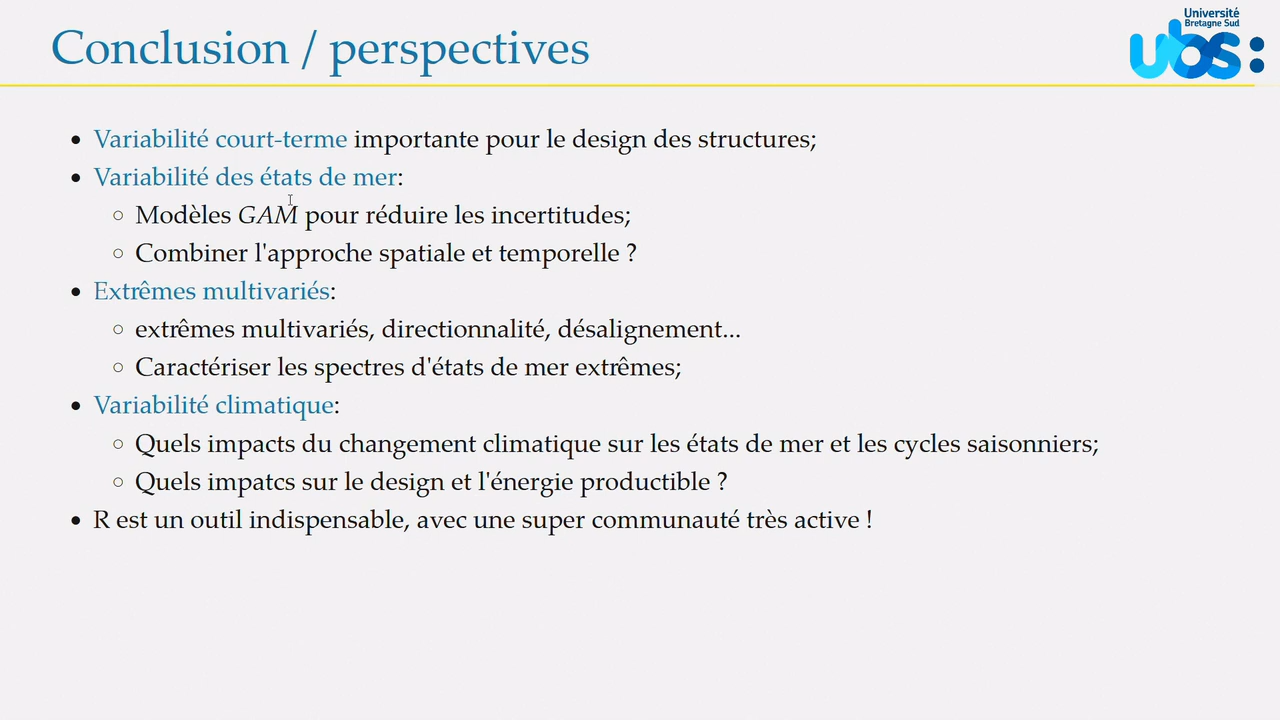 Conclusion / perspectives
Université
Bretagne Sud
ubs:
Variabilité court-terme importante pour le design des structures;
Variabilité des états de mer:
Modèles GAM pour réduire les incertitudes;
Combiner l'approche spatiale et temporelle ?
Extrêmes multivariés:
extrêmes multivariés, directionnalité, désalignement...
Caractériser les spectres d'états de mer extrêmes;
Variabilité climatique:
Quels impacts du changement climatique sur les états de mer et les cycles saisonniers;
Quels impatcs sur le design et l'énergie productible ?
R est un outil indispensable, avec une super communauté très active !